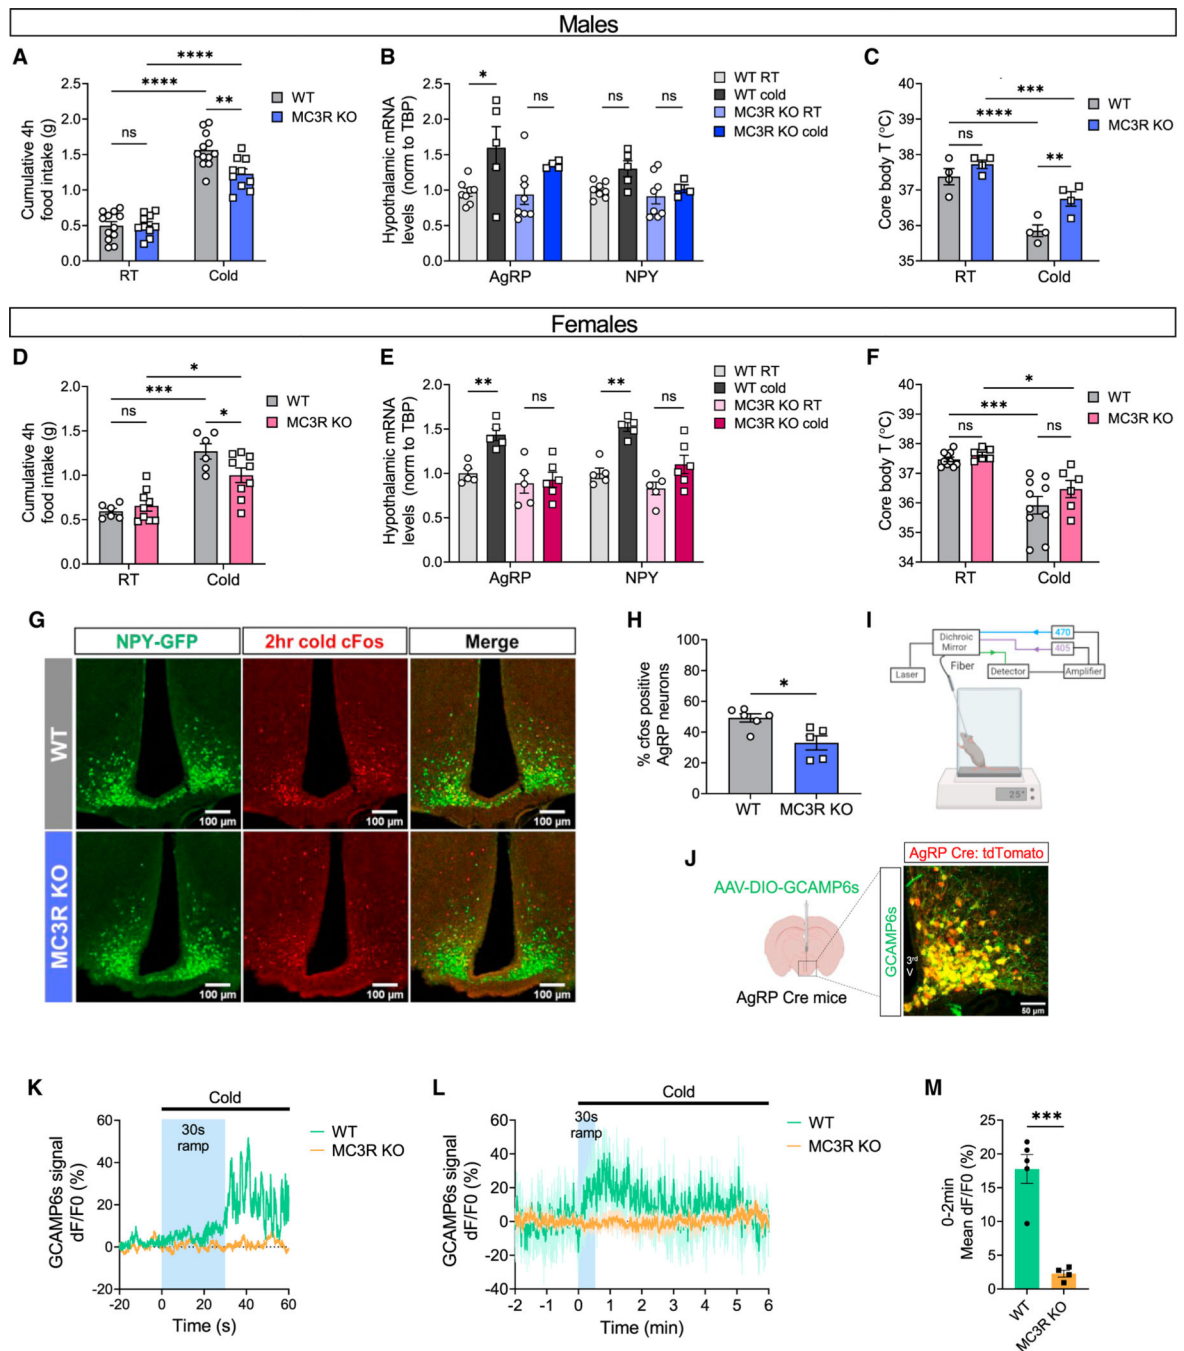 Males
A
**** ****
**
ns
WT
MC3R KO
Cumulative 4h
food intake (g)
2.5
2.0
1.5
1.0
0.5
0.0
RT Cold
B
* ns ns ns
WT RT
WT cold
MC3R KO RT
MC3R KO cold
Hypothalamic mRNA
levels (norm to TBP)
2.5
2.0
1.5
1.0
0.5
0.0
AgRP NPY
C
***
****
ns **
WT
MC3R KO
Core body T (°C)
40
38
37
36
35
RT Cold
Females
D
*
***
ns *
WT
MC3R KO
Cumulative 4h
food intake (g)
2.0
1.5
1.0
0.5
0.0
RT Cold
E
** ns ** ns
WT RT
WT cold
MC3R KO RT
MC3R KO cold
Hypothalamic mRNA
levels (norm to TBP)
2.0
1.5
1.0
0.5
0.0
AgRP NPY
F
*
***
ns ns
WT
MC3R KO
Core body T (°C)
40
38
37
36
35
34
RT Cold
G
NPY-GFP 2hr cold cFos Merge
WT
100 µm 100 µm 100 µm
MC3R KO
100 µm 100 µm 100 µm
H
*
% cfos positive
AgRP neurons
100
80
60
40
20
0
WT MC3R KO
I
Dichroic
Mirror
470
405
Fiber
Laser Detector Amplifier
25°
J
AAV-DIO-GCAMP6s
AgRP Cre mice
AgRP Cre: tdTomato
GCAMP6s
3rd
V
50 µm
K
Cold
30s
ramp
WT
MC3R KO
GCAMP6s signal
dF/F0 (%)
60
40
20
0
-20
-20 0 20 40 60
Time (s)
L
Cold
30s
ramp
WT
MC3R KO
GCAMP6s signal
dF/F0 (%)
60
40
20
0
-20
-40
-2 -1 0 1 2 3 4 5 6
Time (min)
M
***
0-2min
Mean dF/F0 (%)
25
20
15
10
5
0
WT
MC3R KO